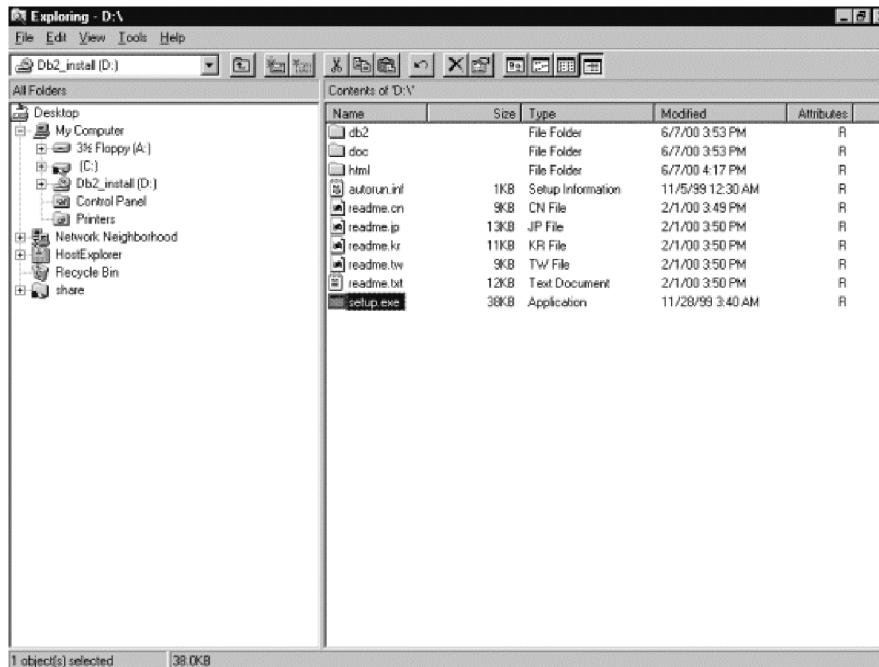 Exploring - D:\
File Edit View Tools Help
Db2_install (D:)
All Folders
Contents of 'D:\'
Desktop
My Computer
3½ Floppy (A:)
(C:)
Db2_install (D:)
Control Panel
Printers
Network Neighborhood
HostExplorer
Recycle Bin
share
Name Size Type Modified Attributes
db2 File Folder 6/7/00 3:53 PM R
doc File Folder 6/7/00 3:53 PM R
html File Folder 6/7/00 4:17 PM R
autorun.inf 1KB Setup Information 11/5/99 12:30 AM R
readme.cn 9KB CN File 2/1/00 3:49 PM R
readme.jp 13KB JP File 2/1/00 3:50 PM R
readme.kr 11KB KR File 2/1/00 3:50 PM R
readme.tw 9KB TW File 2/1/00 3:50 PM R
readme.txt 12KB Text Document 2/1/00 3:50 PM R
setup.exe 38KB Application 11/28/99 3:40 AM R
1 object(s) selected 38.0KB